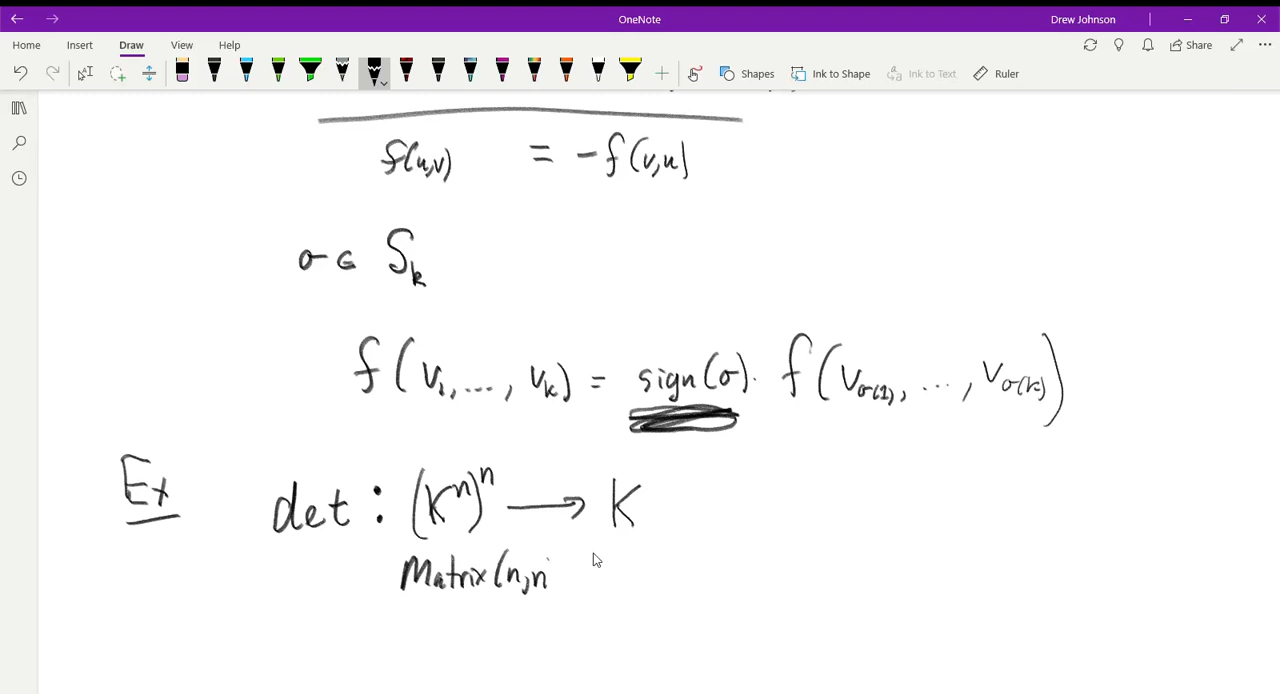 OneNote
Drew Johnson
Home Insert Draw View Help
Share
Shapes Ink to Shape Ink to Text Ruler
f(u,v) = -f(v,u)
σ ∈ S_k
f(v_1, ..., v_k) = sign(σ) · f(v_σ(1), ..., v_σ(k))
Ex det : (K^n)^n ⟶ K
Matrix(n,n